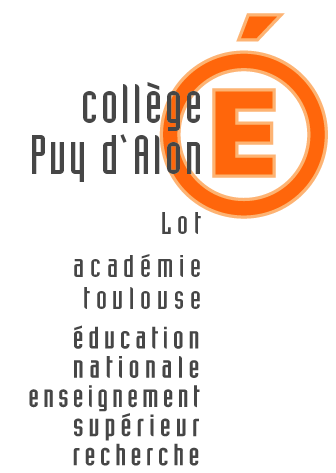 É
collège
Puy d`Alon
Lot
académie
toulouse
éducation
nationale
enseignement
supérieur
recherche